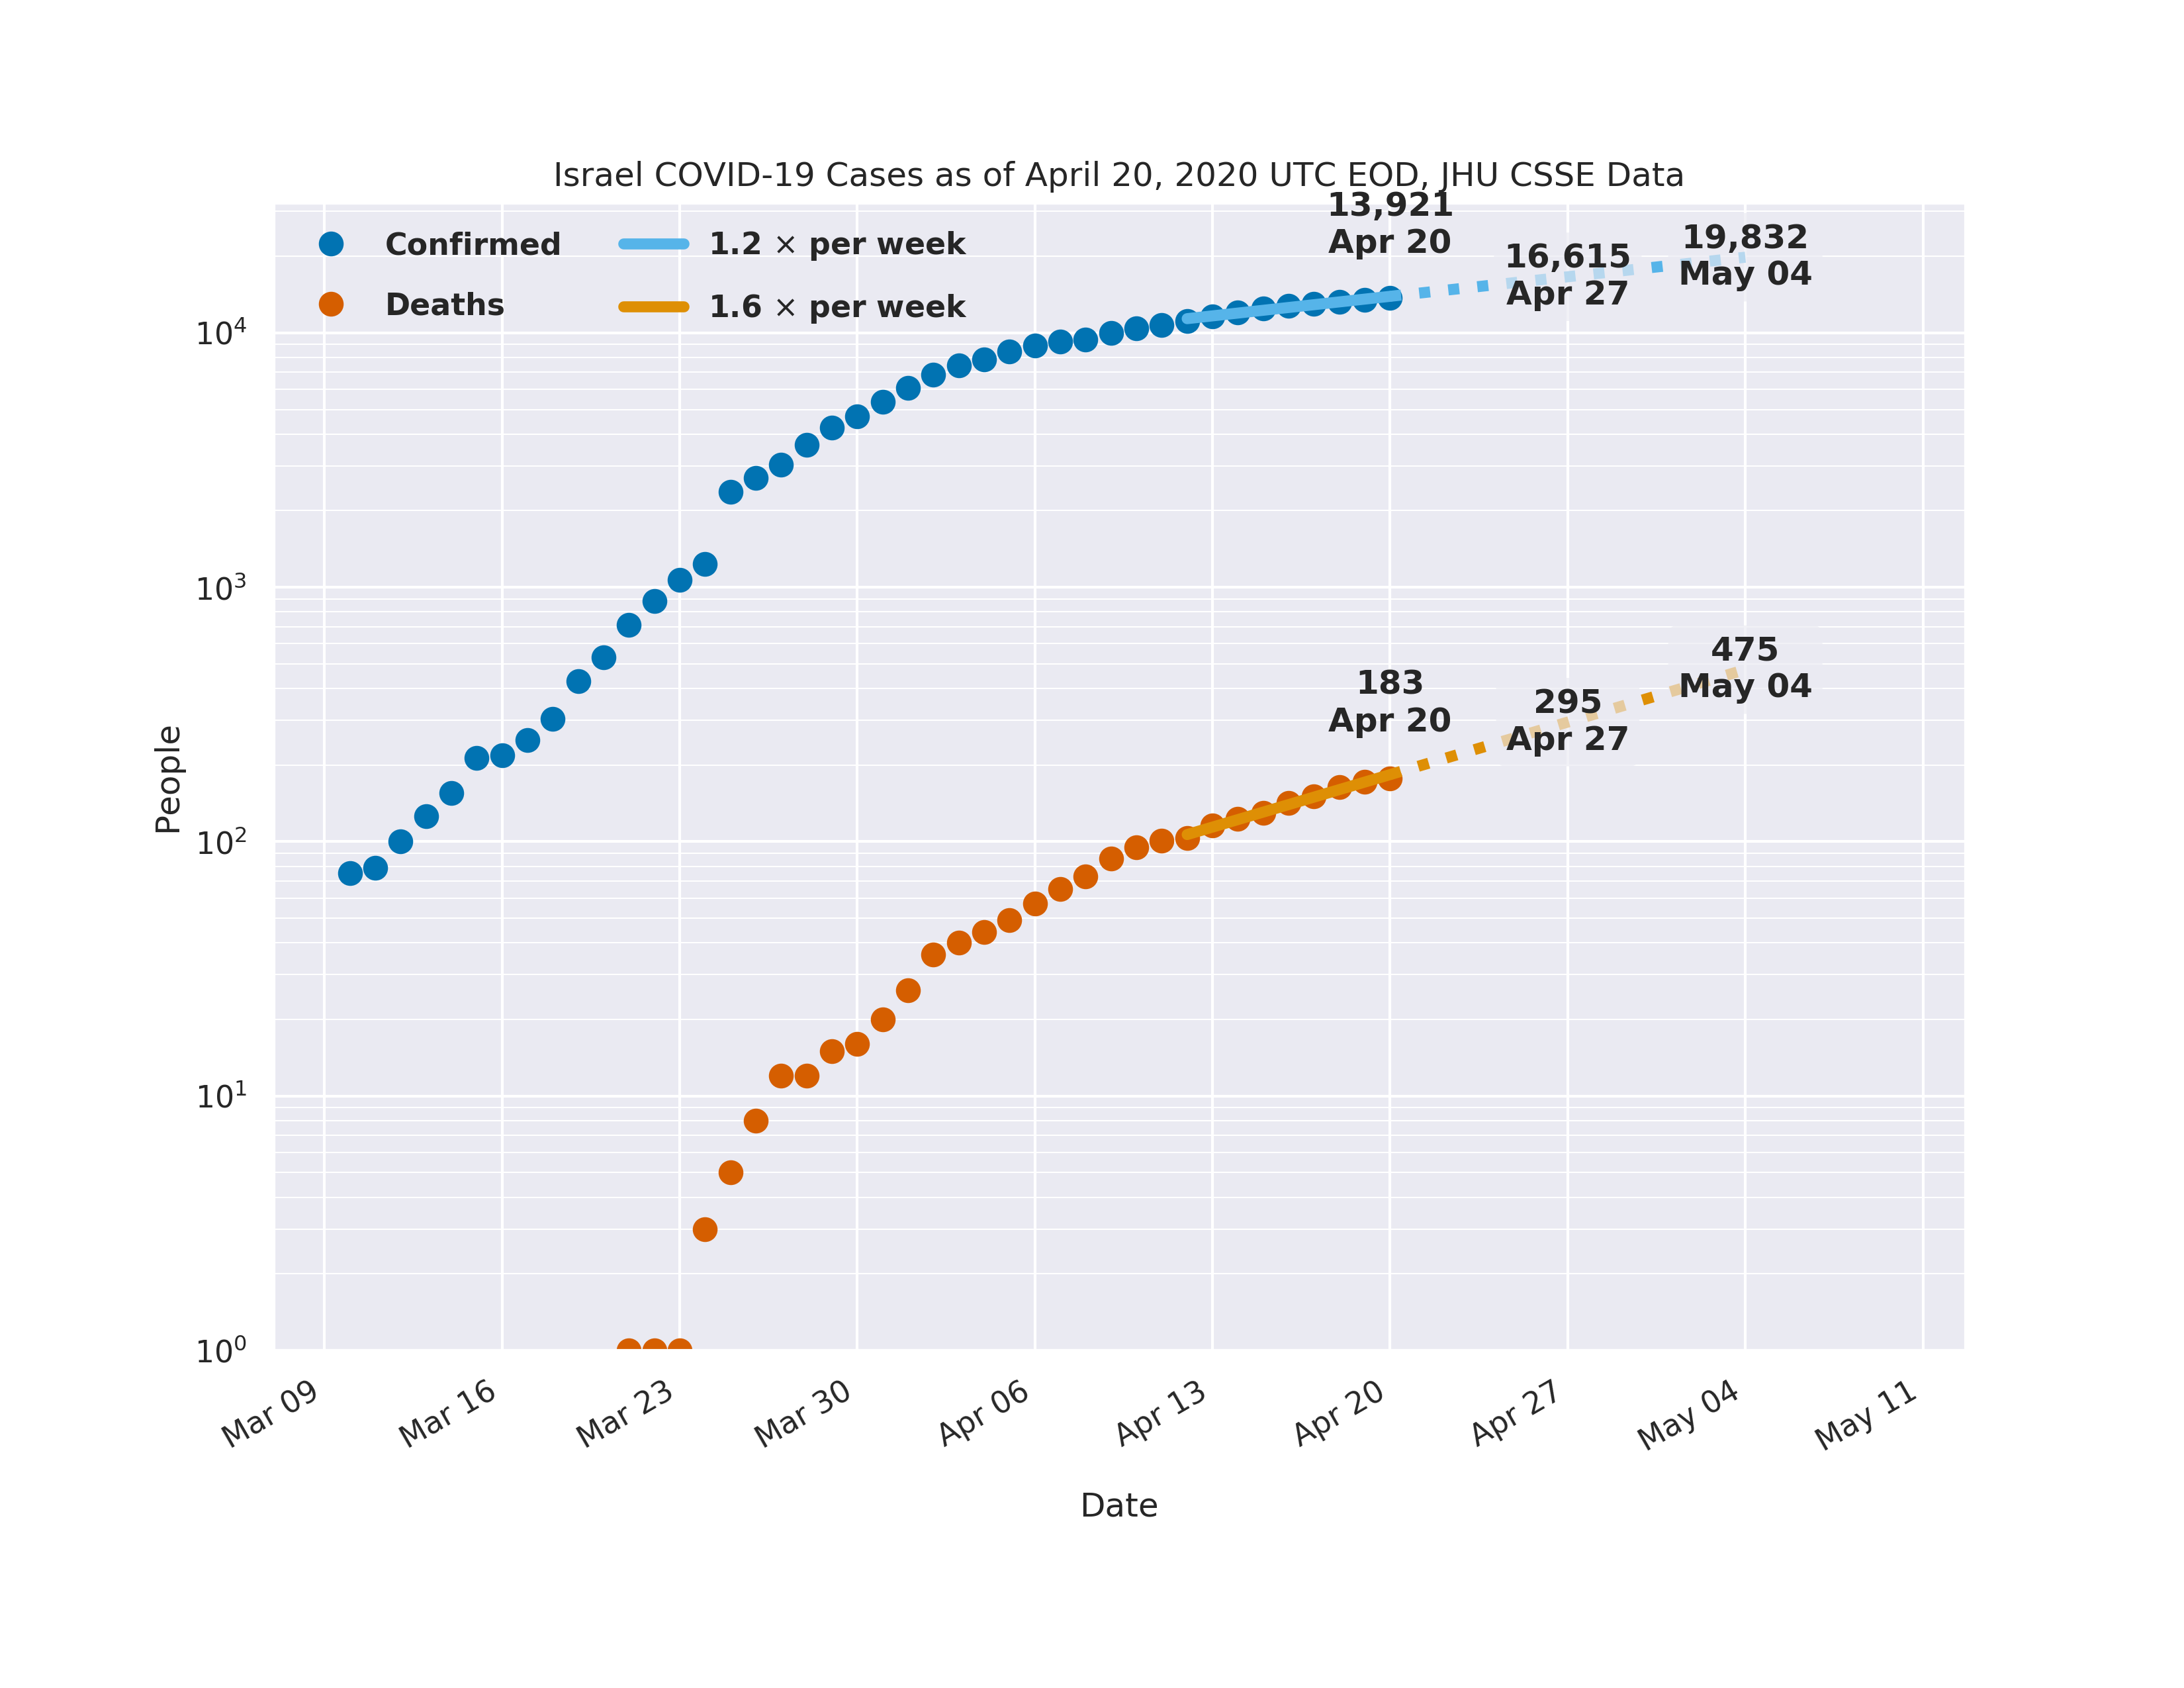 Israel COVID-19 Cases as of April 20, 2020 UTC EOD, JHU CSSE Data
Confirmed
Deaths
1.2 × per week
1.6 × per week
13,921
Apr 20
16,615
Apr 27
19,832
May 04
183
Apr 20
295
Apr 27
475
May 04
People
10⁴
10³
10²
10¹
10⁰
Mar 09
Mar 16
Mar 23
Mar 30
Apr 06
Apr 13
Apr 20
Apr 27
May 04
May 11
Date